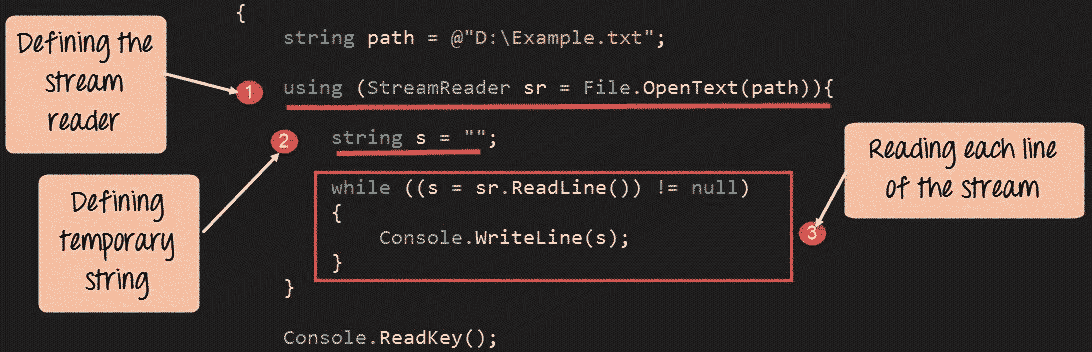 Defining the
stream
reader
1
2
Defining
temporary
string
{
string path = @"D:\Example.txt";
using (StreamReader sr = File.OpenText(path)){
string s = "";
while ((s = sr.ReadLine()) != null)
{
Console.WriteLine(s);
}
}
Console.ReadKey();
Reading each line
of the stream
3